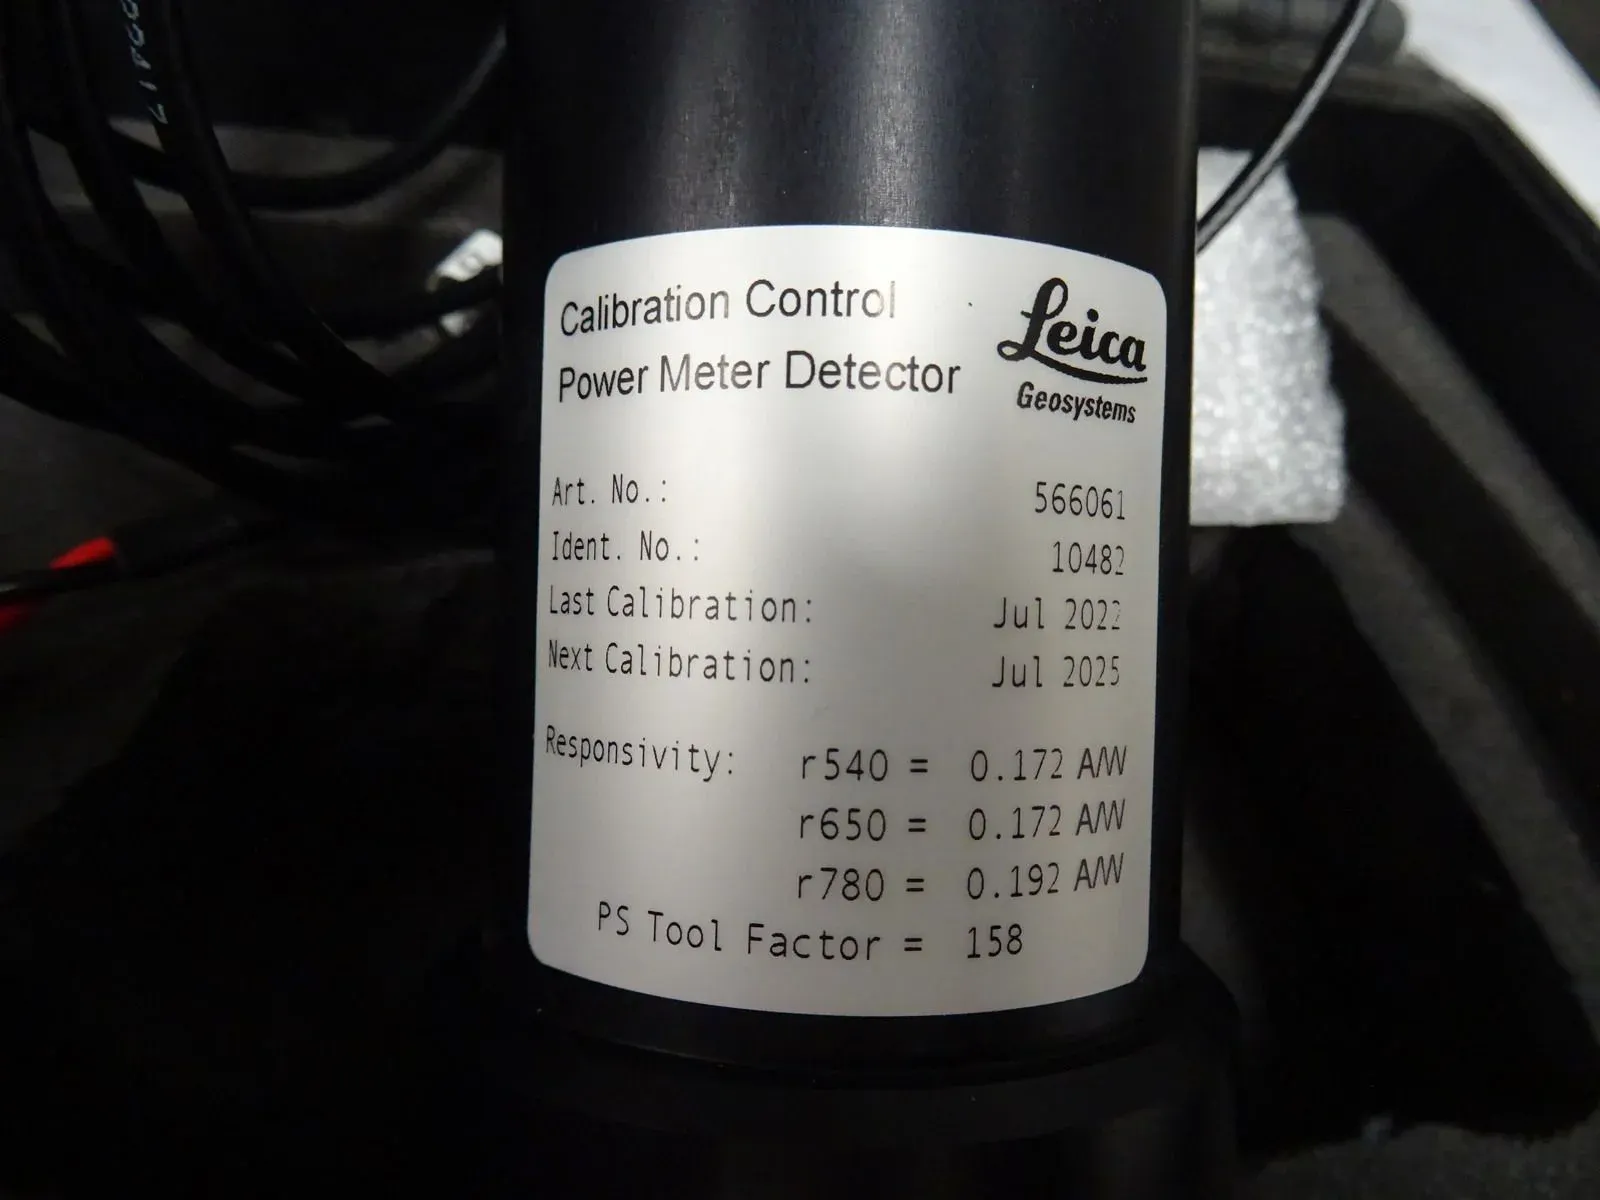 Calibration Control
Power Meter Detector
Leica
Geosystems
Art. No.: 566061
Ident. No.: 10482
Last Calibration: Jul 2022
Next Calibration: Jul 2025
Responsivity: r540 = 0.172 A/W
r650 = 0.172 A/W
r780 = 0.192 A/W
PS Tool Factor = 158